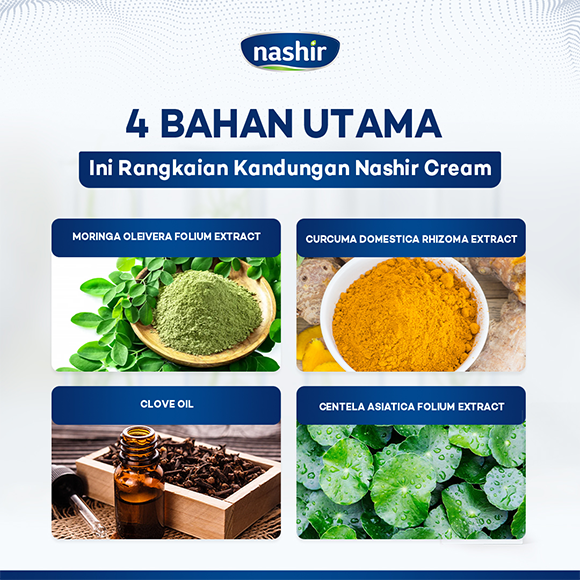 nashir
4 BAHAN UTAMA
Ini Rangkaian Kandungan Nashir Cream
MORINGA OLEIVERA FOLIUM EXTRACT
CURCUMA DOMESTICA RHIZOMA EXTRACT
CLOVE OIL
CENTELA ASIATICA FOLIUM EXTRACT